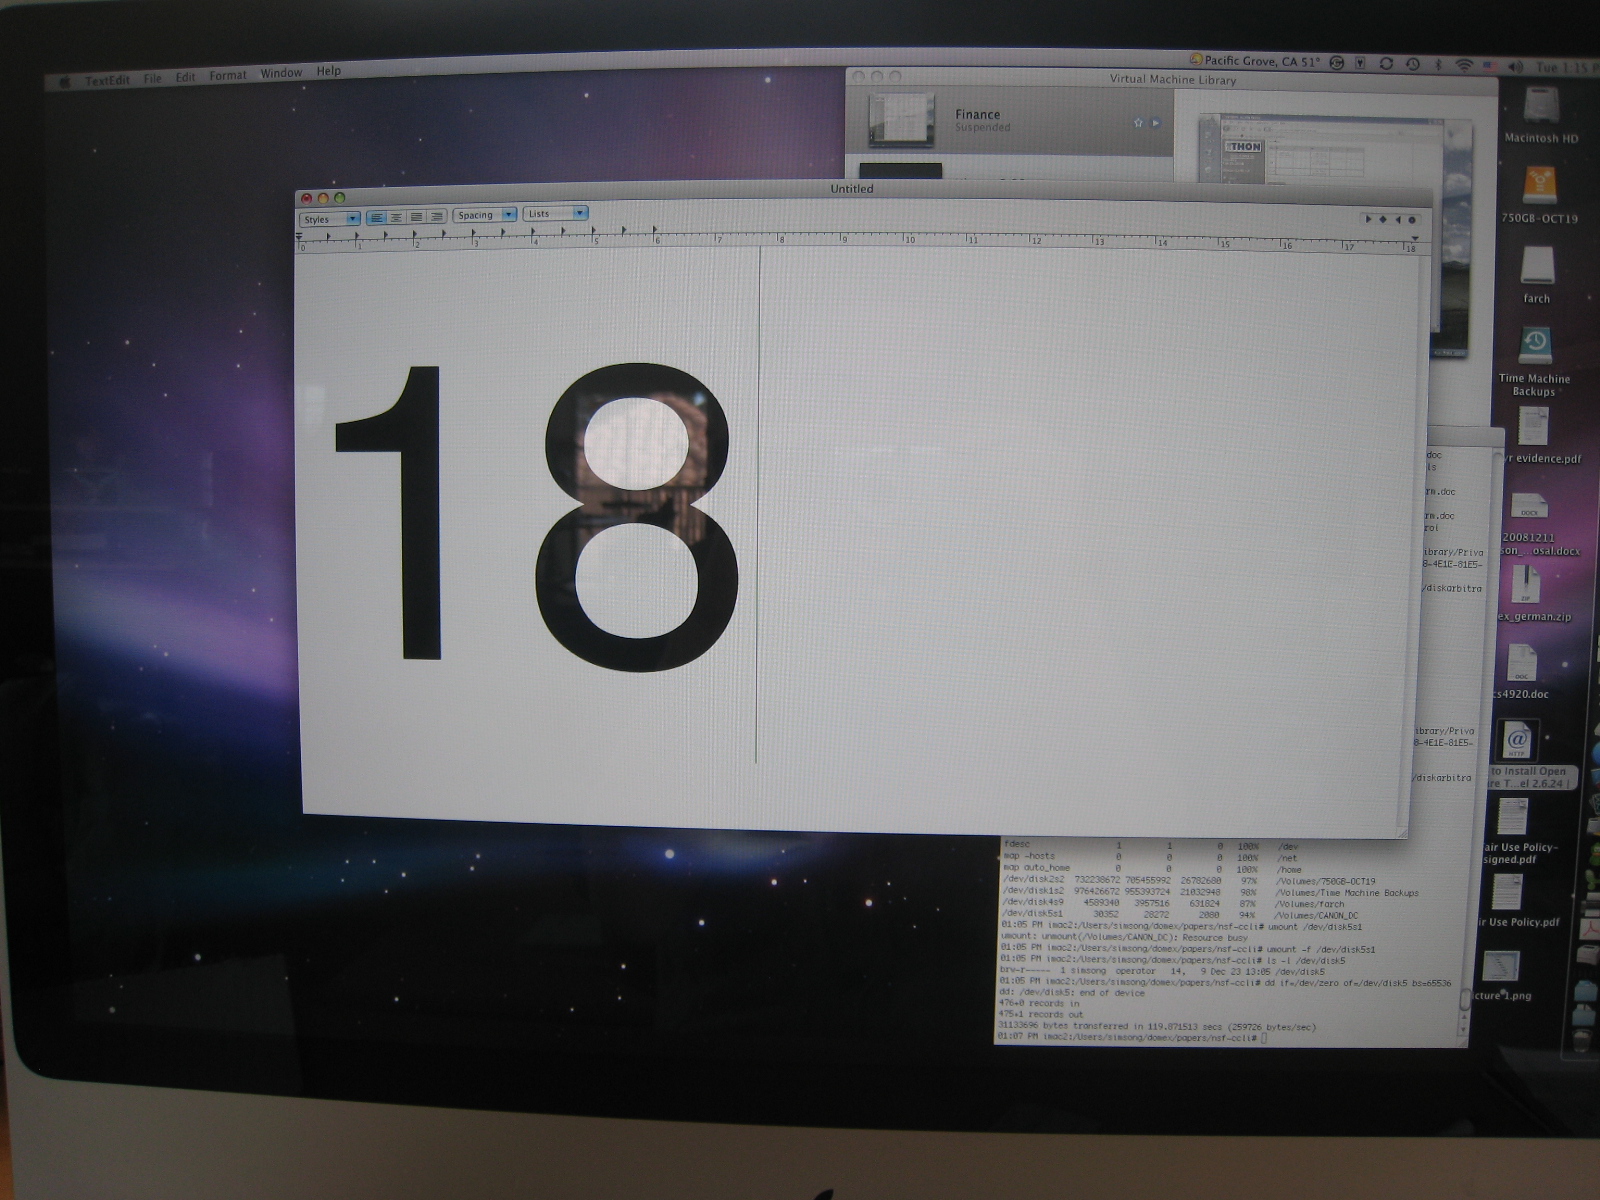 TextEdit File Edit Format Window Help
Pacific Grove, CA 51°
Tue 1:15
Virtual Machine Library
Finance
Suspended
THON
Untitled
Styles
Spacing
Lists
0 1 2 3 4 5 6 7 8 9 10 11 12 13 14 15 16 17 18
18
Macintosh HD
750GB-OCT19
farch
Time Machine
Backups
yr evidence.pdf
DOCX
20081211
son_...osal.docx
ZIP
ex_german.zip
DOC
cs4920.doc
HTTP
to Install Open
re T...el 2.6.24 |
air Use Policy-
signed.pdf
ir Use Policy.pdf
icture 1.png
doc
ls
rm.doc
rm.doc
roi
ibrary/Priva
8-4E1E-81E5-
/diskarbitra
ibrary/Priva
8-4E1E-81E5-
/diskarbitra
fdesc 1 1 0 100% /dev
map -hosts 0 0 0 100% /net
map auto_home 0 0 0 100% /home
/dev/disk2s2 732238672 705455992 26782680 97% /Volumes/750GB-OCT19
/dev/disk1s2 976426672 955393724 21032948 98% /Volumes/Time Machine Backups
/dev/disk4s9 4589340 3957516 631824 87% /Volumes/farch
/dev/disk5s1 30352 28272 2080 94% /Volumes/CANON_DC
01:05 PM imac2:/Users/simsong/domex/papers/nsf-ccli# umount /dev/disk5s1
umount: unmount(/Volumes/CANON_DC): Resource busy
01:05 PM imac2:/Users/simsong/domex/papers/nsf-ccli# umount -f /dev/disk5s1
01:05 PM imac2:/Users/simsong/domex/papers/nsf-ccli# ls -l /dev/disk5
brw-r----- 1 simsong operator 14, 9 Dec 23 13:05 /dev/disk5
01:05 PM imac2:/Users/simsong/domex/papers/nsf-ccli# dd if=/dev/zero of=/dev/disk5 bs=65536
dd: /dev/disk5: end of device
476+0 records in
475+1 records out
31133696 bytes transferred in 119.871513 secs (259726 bytes/sec)
01:07 PM imac2:/Users/simsong/domex/papers/nsf-ccli#